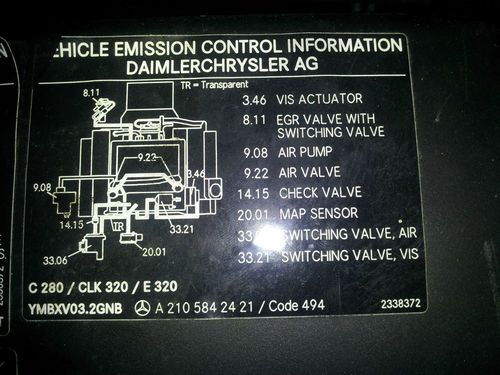 VEHICLE EMISSION CONTROL INFORMATION
DAIMLERCHRYSLER AG
TR = Transparent
8.11
9.22
9.08
3.46
14.15
TR
33.21
33.06
20.01
3.46 VIS ACTUATOR
8.11 EGR VALVE WITH
SWITCHING VALVE
9.08 AIR PUMP
9.22 AIR VALVE
14.15 CHECK VALVE
20.01 MAP SENSOR
SWITCHING VALVE, AIR
33.21 SWITCHING VALVE, VIS
C 280 / CLK 320 / E 320
YMBXV03.2GNB A 210 584 24 21 / Code 494
2338372
2338372